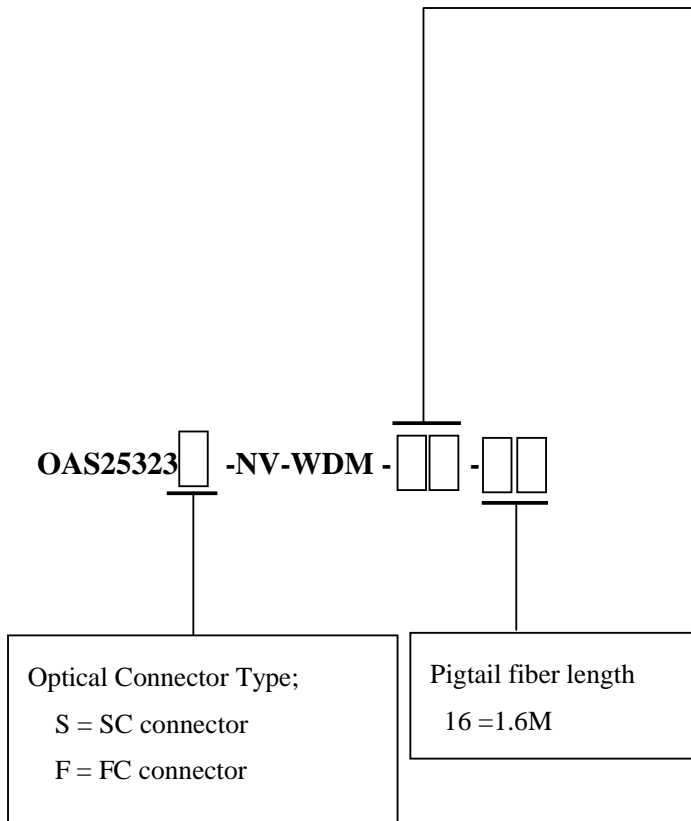 OAS25323 -NV-WDM - -
Optical Connector Type;
S = SC connector
F = FC connector
Pigtail fiber length
16 =1.6M